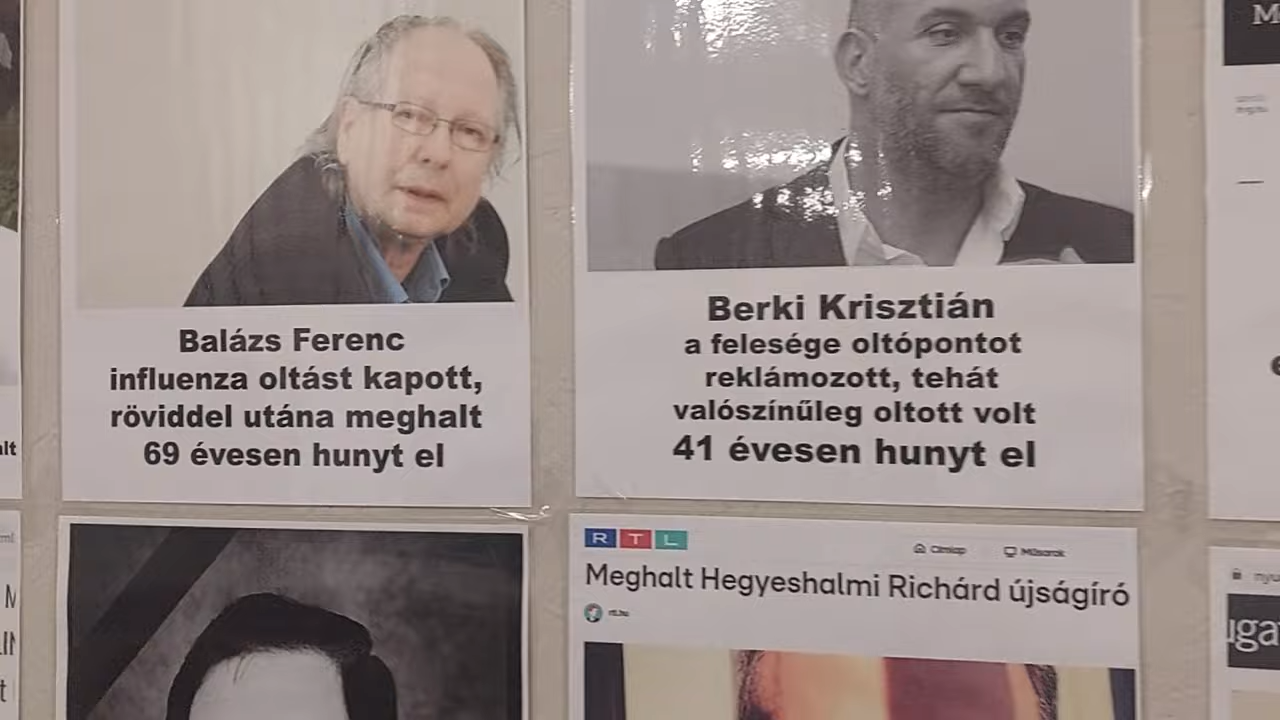 Balázs Ferenc
influenza oltást kapott,
röviddel utána meghalt
69 évesen hunyt el
Berki Krisztián
a felesége oltópontot
reklámozott, tehát
valószínűleg oltott volt
41 évesen hunyt el
RTL
Címlap
Műsorok
Meghalt Hegyeshalmi Richárd újságíró
rtl.hu